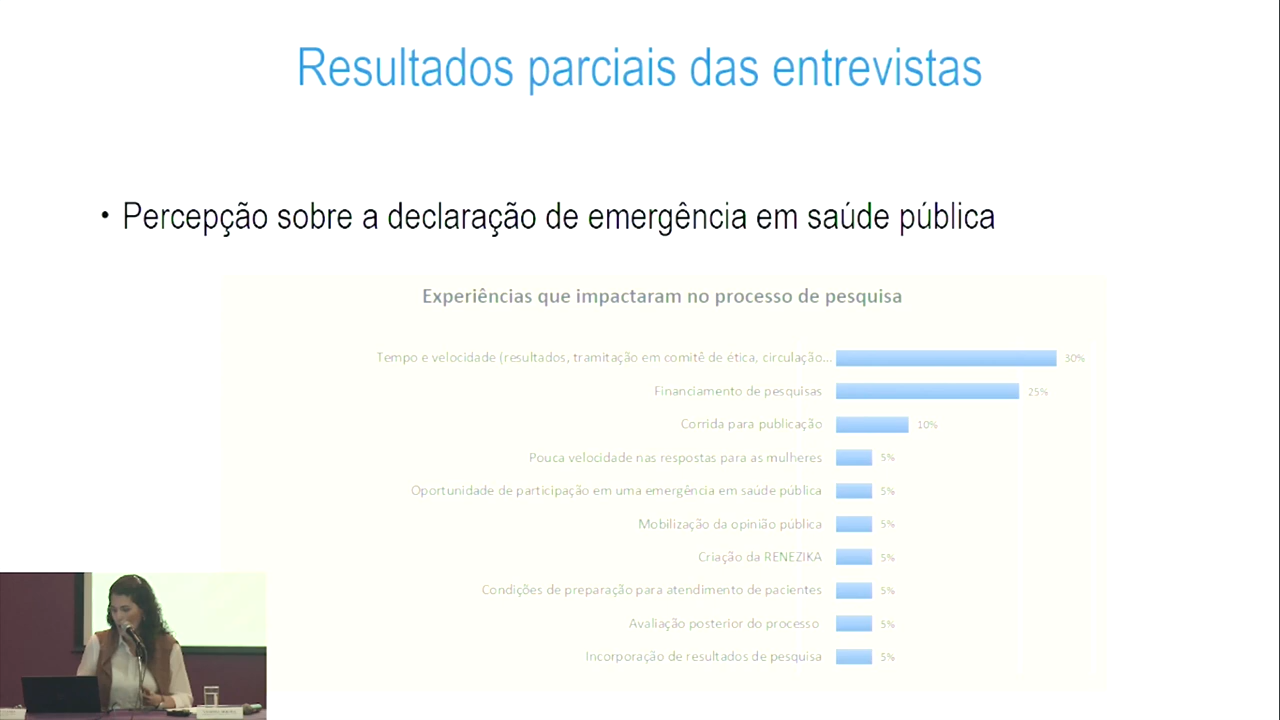 Resultados parciais das entrevistas
• Percepção sobre a declaração de emergência em saúde pública
Experiências que impactaram no processo de pesquisa
Tempo e velocidade (resultados, tramitação em comitê de ética, circulação... 30%
Financiamento de pesquisas 25%
Corrida para publicação 10%
Pouca velocidade nas respostas para as mulheres 5%
Oportunidade de participação em uma emergência em saúde pública 5%
Mobilização da opinião pública 5%
Criação da RENEZIKA 5%
Condições de preparação para atendimento de pacientes 5%
Avaliação posterior do processo 5%
Incorporação de resultados de pesquisa 5%